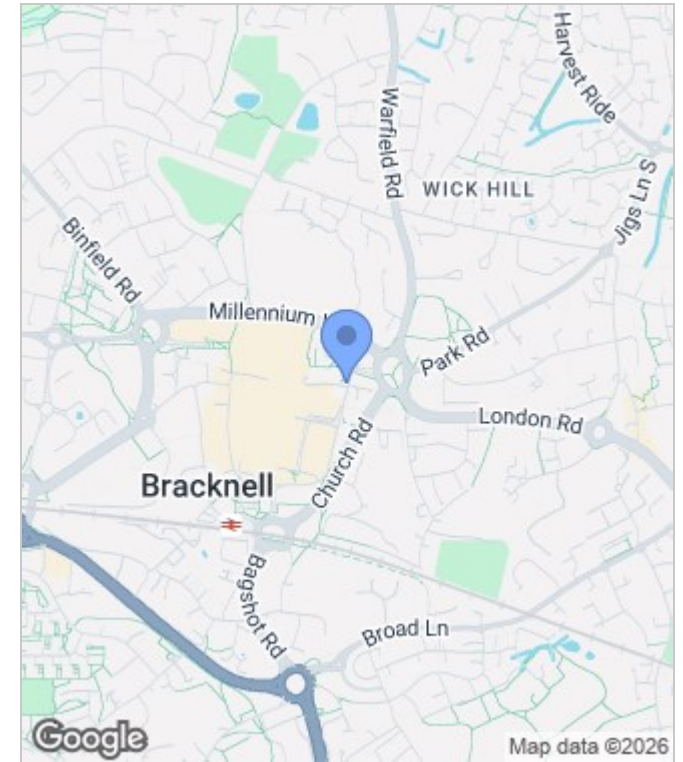 Harvest Ride
Warfield Rd
WICK HILL
Jigs Ln S
Binfield Rd
Millennium
Park Rd
London Rd
Church Rd
Bracknell
Bagshot Rd
Broad Ln
Google
Map data ©2026